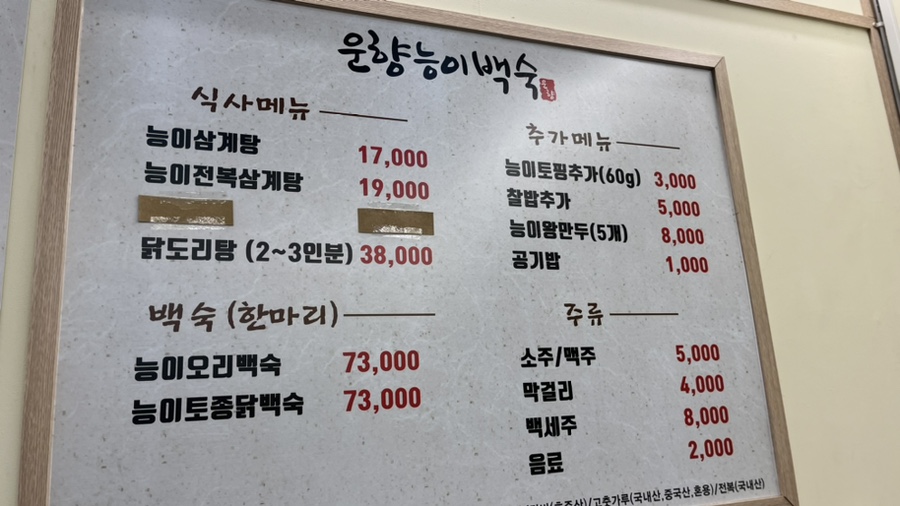 운향능이백숙
운향
식사메뉴
능이삼계탕 17,000
능이전복삼계탕 19,000
닭도리탕 (2~3인분) 38,000
백숙(한마리)
능이오리백숙 73,000
능이토종닭백숙 73,000
추가메뉴
능이토핑추가(60g) 3,000
찰밥추가 5,000
능이왕만두(5개) 8,000
공기밥 1,000
주류
소주/맥주 5,000
막걸리 4,000
백세주 8,000
음료 2,000
/고춧가루(국내산,중국산,혼용)/전복(국내산)